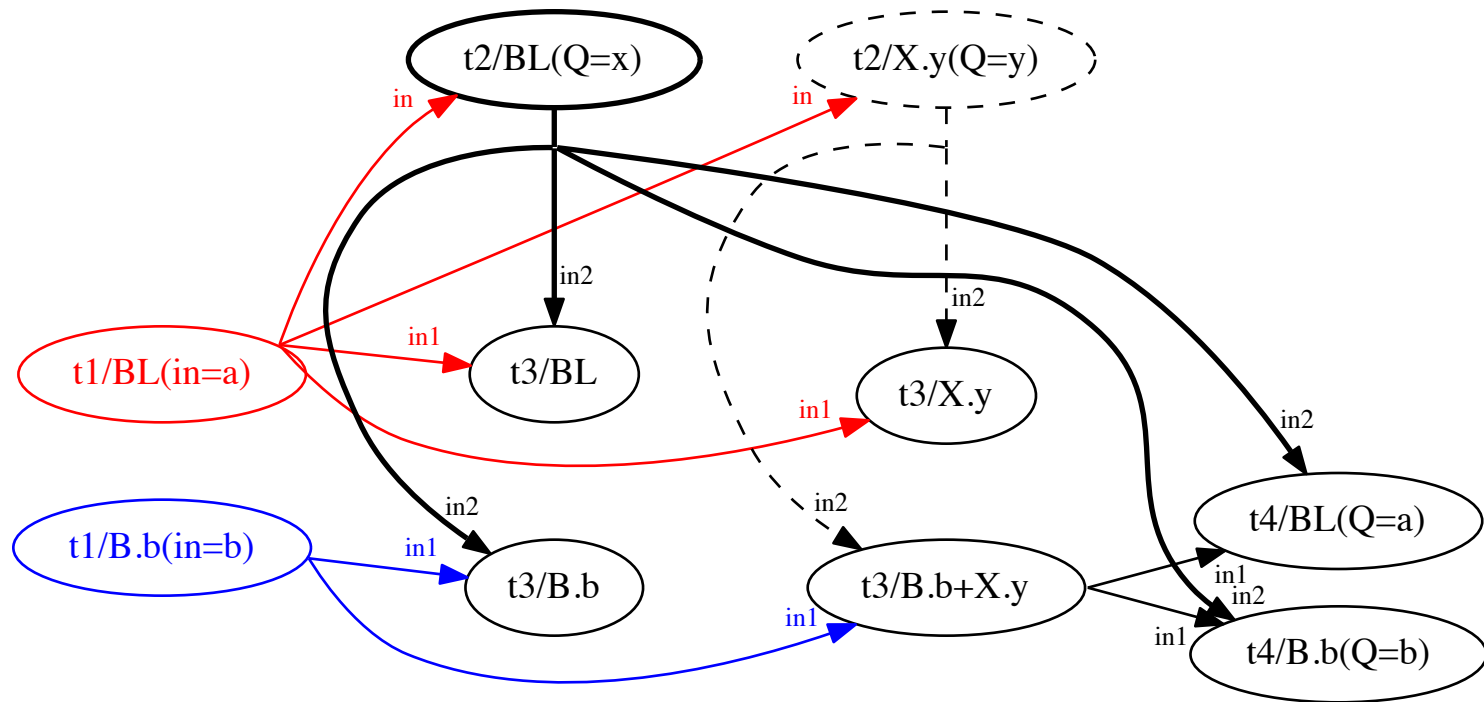 t2/BL(Q=x)
t2/X.y(Q=y)
in
in
in2
in2
in1
t1/BL(in=a)
t3/BL
t3/X.y
in1
in2
in2
in2
t4/BL(Q=a)
t1/B.b(in=b)
in1
t3/B.b
t3/B.b+X.y
in1
in2
in1
in1
t4/B.b(Q=b)